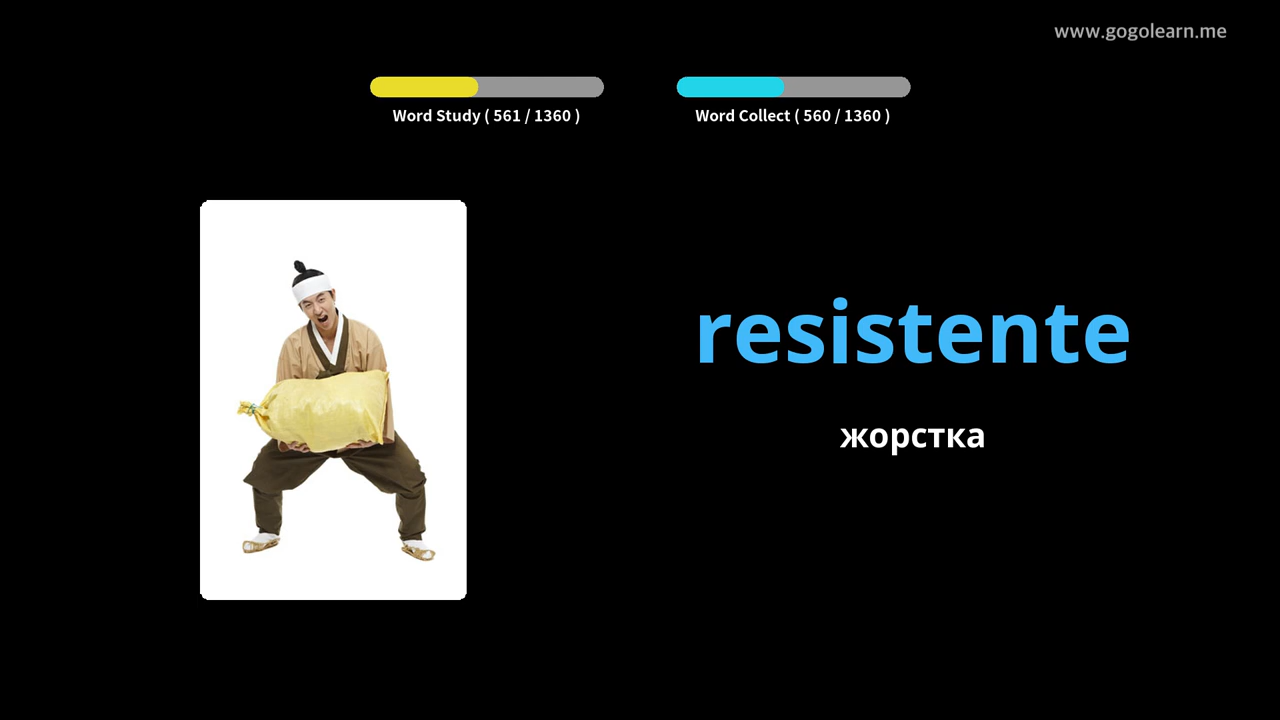 www.gogolearn.me
Word Study ( 561 / 1360 )
Word Collect ( 560 / 1360 )
resistente
жорстка